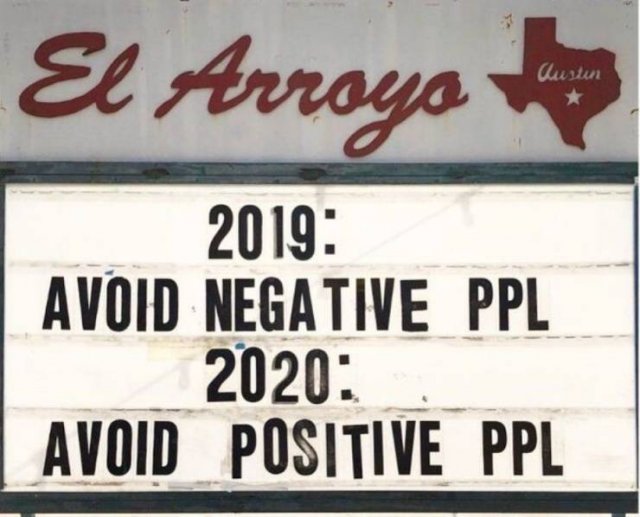 El Arroyo
Austin
2019:
AVOID NEGATIVE PPL
2020:
AVOID POSITIVE PPL